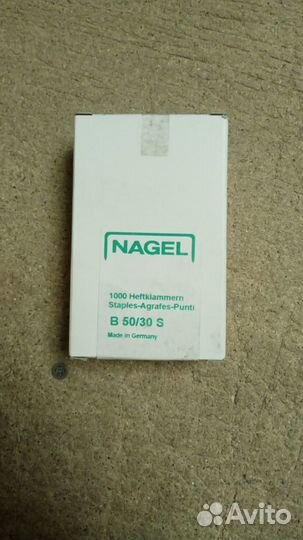 NAGEL
1000 Heftklammern
Staples-Agrafes-Punti
B 50/30 S
Made in Germany
Avito